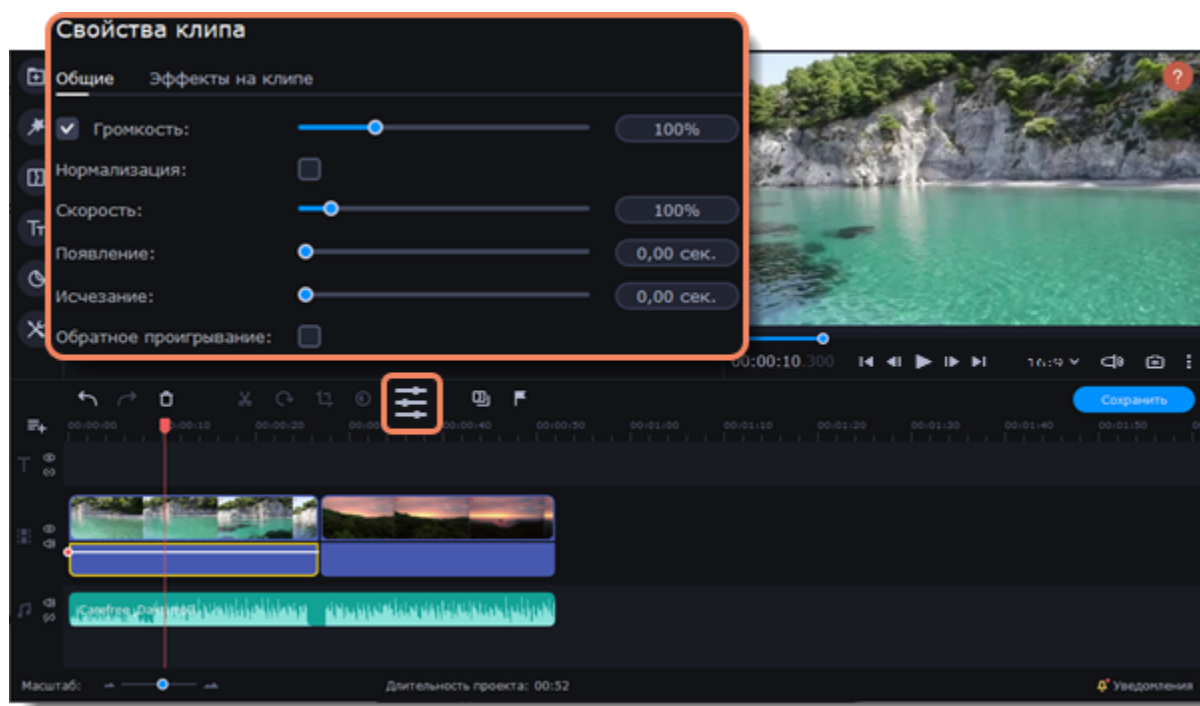 Свойства клипа
Общие Эффекты на клипе
Громкость: 100%
Нормализация:
Скорость: 100%
Появление: 0,00 сек.
Исчезание: 0,00 сек.
Обратное проигрывание:
?
00:00:10.300 16:9
Сохранить
00:00:00 00:00:10 00:00:20 00:00:40 00:00:50 00:01:00 00:01:10 00:01:20 00:01:30 00:01:40 00:01:50
Carefree Days.mp3
Масштаб: Длительность проекта: 00:52 Уведомления